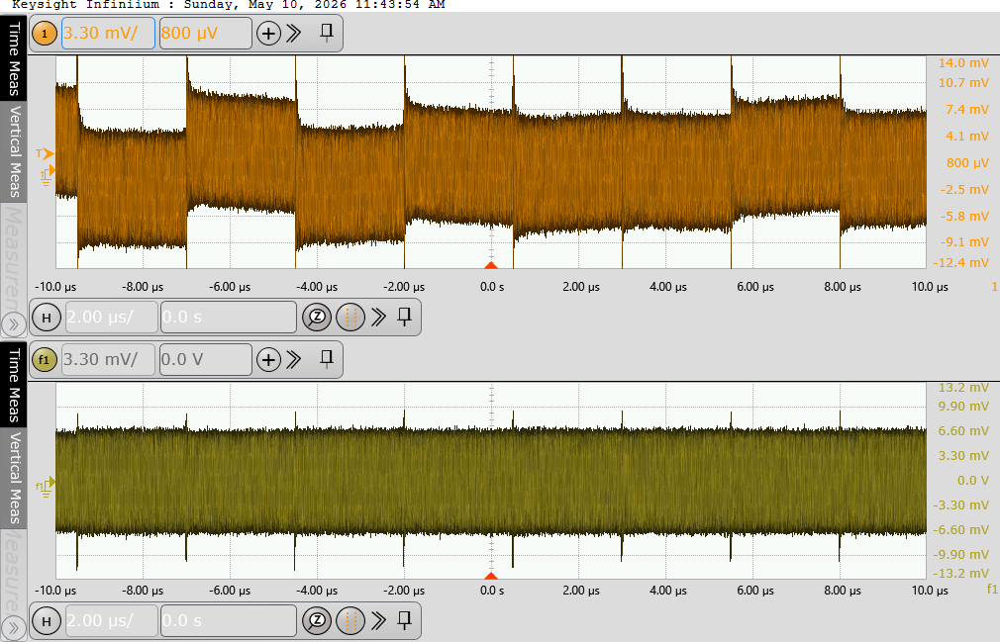 Keysight Infiniium : Sunday, May 10, 2026 11:43:54 AM
Time Meas
Vertical Meas
Measuremen
1
3.30 mV/
800 µV
+
14.0 mV
10.7 mV
7.4 mV
4.1 mV
800 µV
-2.5 mV
-5.8 mV
-9.1 mV
-12.4 mV
T
1
-10.0 µs
-8.00 µs
-6.00 µs
-4.00 µs
-2.00 µs
0.0 s
2.00 µs
4.00 µs
6.00 µs
8.00 µs
10.0 µs
1
H
2.00 µs/
0.0 s
Z
Time Meas
Vertical Meas
Measuremen
f1
3.30 mV/
0.0 V
+
13.2 mV
9.90 mV
6.60 mV
3.30 mV
0.0 V
-3.30 mV
-6.60 mV
-9.90 mV
-13.2 mV
f1
-10.0 µs
-8.00 µs
-6.00 µs
-4.00 µs
-2.00 µs
0.0 s
2.00 µs
4.00 µs
6.00 µs
8.00 µs
10.0 µs
f1
H
2.00 µs/
0.0 s
Z